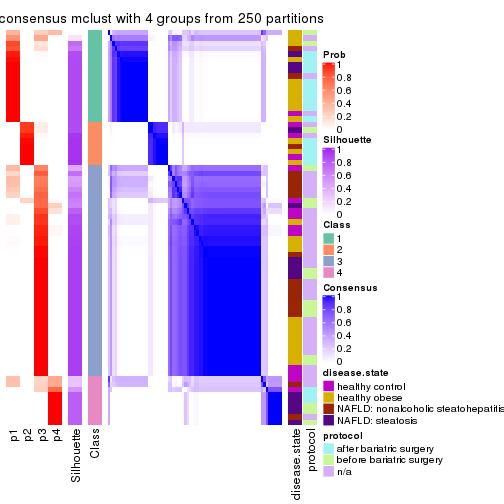 consensus mclust with 4 groups from 250 partitions
Prob
1
0.8
0.6
0.4
0.2
0
Silhouette
1
0.8
0.6
0.4
0.2
0
Class
1
2
3
4
Consensus
1
0.8
0.6
0.4
0.2
0
disease.state
healthy control
healthy obese
NAFLD: nonalcoholic steatohepatitis
NAFLD: steatosis
protocol
after bariatric surgery
before bariatric surgery
n/a
p1
p2
p3
p4
Silhouette
Class
disease.state
protocol